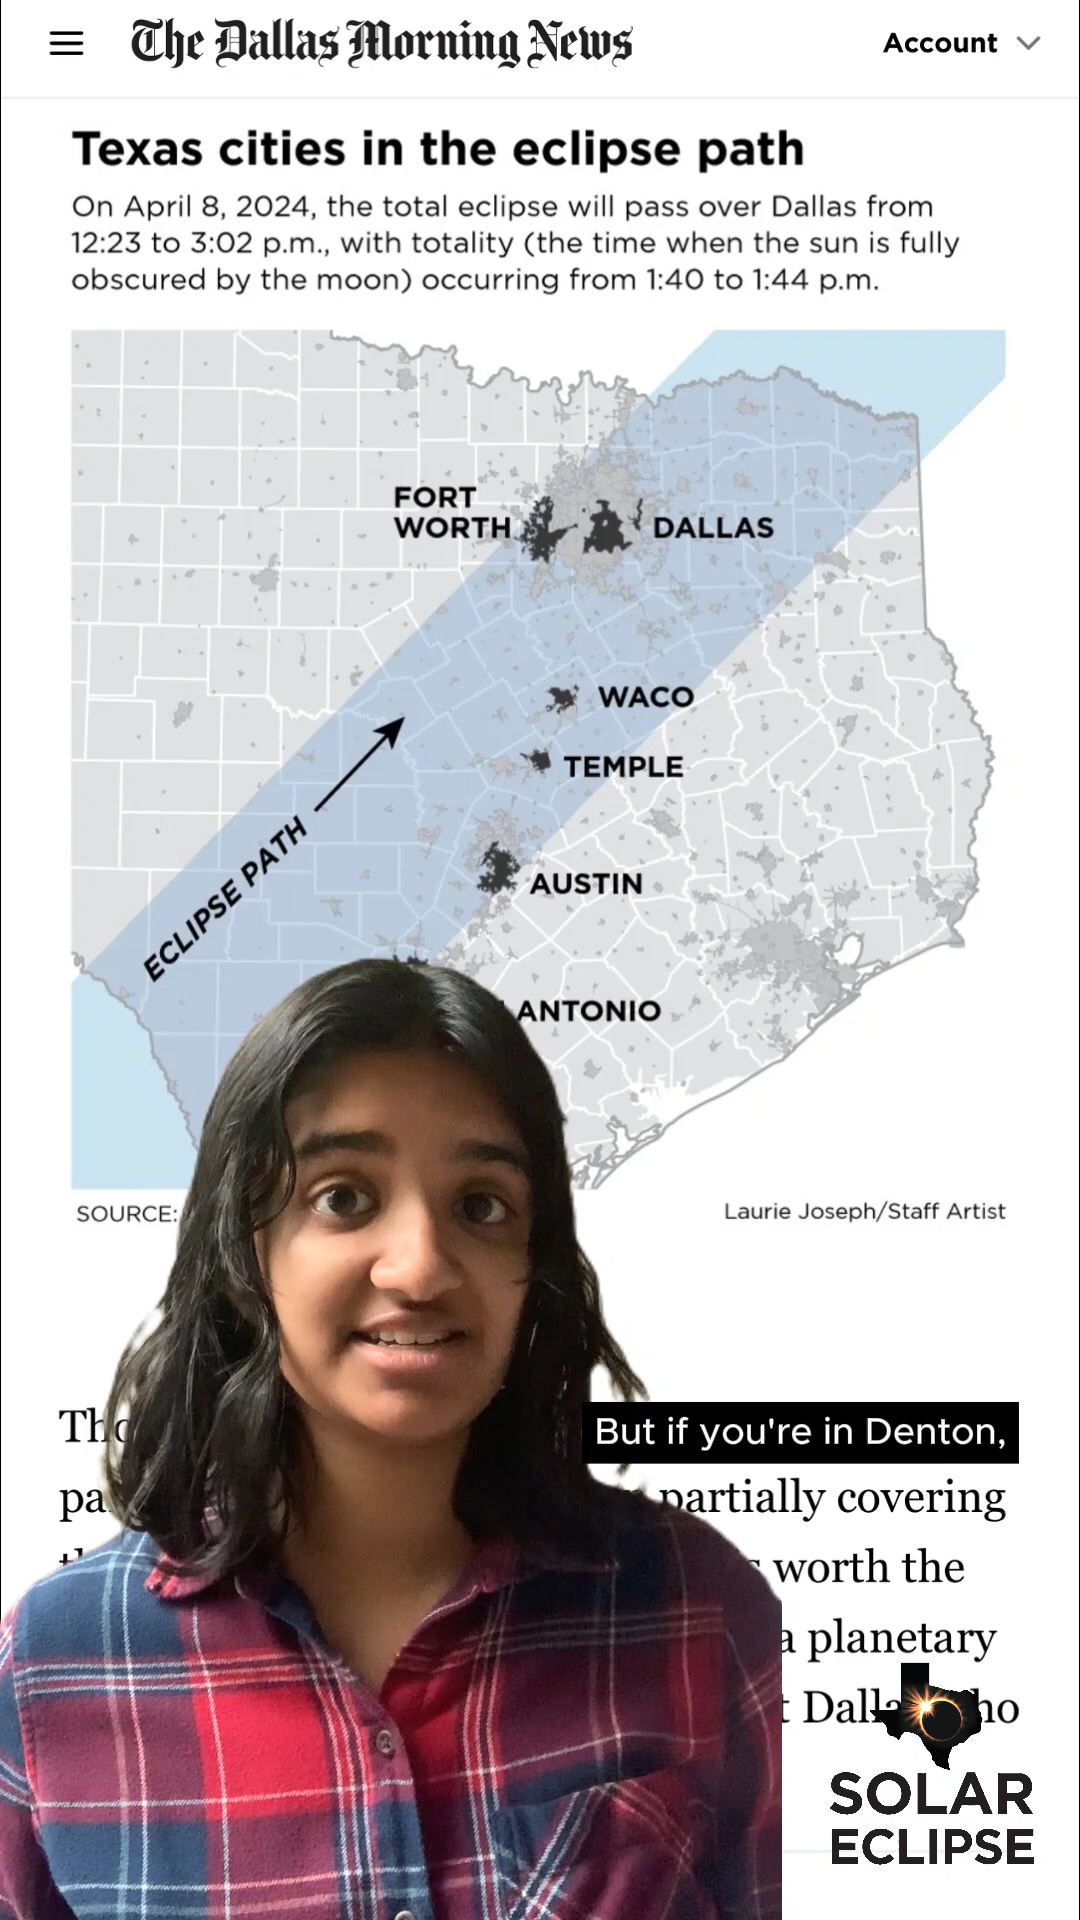 The Dallas Morning News
Account
Texas cities in the eclipse path
On April 8, 2024, the total eclipse will pass over Dallas from
12:23 to 3:02 p.m., with totality (the time when the sun is fully
obscured by the moon) occurring from 1:40 to 1:44 p.m.
FORT
WORTH
DALLAS
WACO
TEMPLE
ECLIPSE PATH
AUSTIN
ANTONIO
SOURCE:
Laurie Joseph/Staff Artist
But if you're in Denton,
partially covering
worth the
a planetary
SOLAR
ECLIPSE